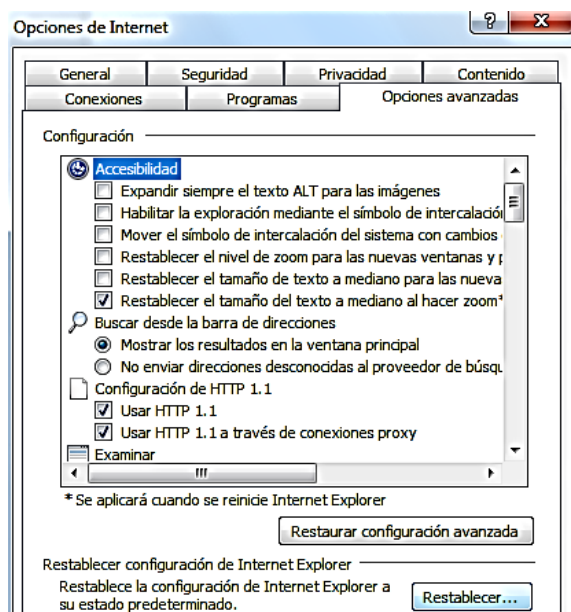 Opciones de Internet
?
X
General Seguridad Privacidad Contenido
Conexiones Programas Opciones avanzadas
Configuración
Accesibilidad
Expandir siempre el texto ALT para las imágenes
Habilitar la exploración mediante el símbolo de intercalació
Mover el símbolo de intercalación del sistema con cambios
Restablecer el nivel de zoom para las nuevas ventanas y p
Restablecer el tamaño de texto a mediano para las nueva
Restablecer el tamaño del texto a mediano al hacer zoom*
Buscar desde la barra de direcciones
Mostrar los resultados en la ventana principal
No enviar direcciones desconocidas al proveedor de búsqu
Configuración de HTTP 1.1
Usar HTTP 1.1
Usar HTTP 1.1 a través de conexiones proxy
Examinar
* Se aplicará cuando se reinicie Internet Explorer
Restaurar configuración avanzada
Restablecer configuración de Internet Explorer
Restablece la configuración de Internet Explorer a
su estado predeterminado.
Restablecer...